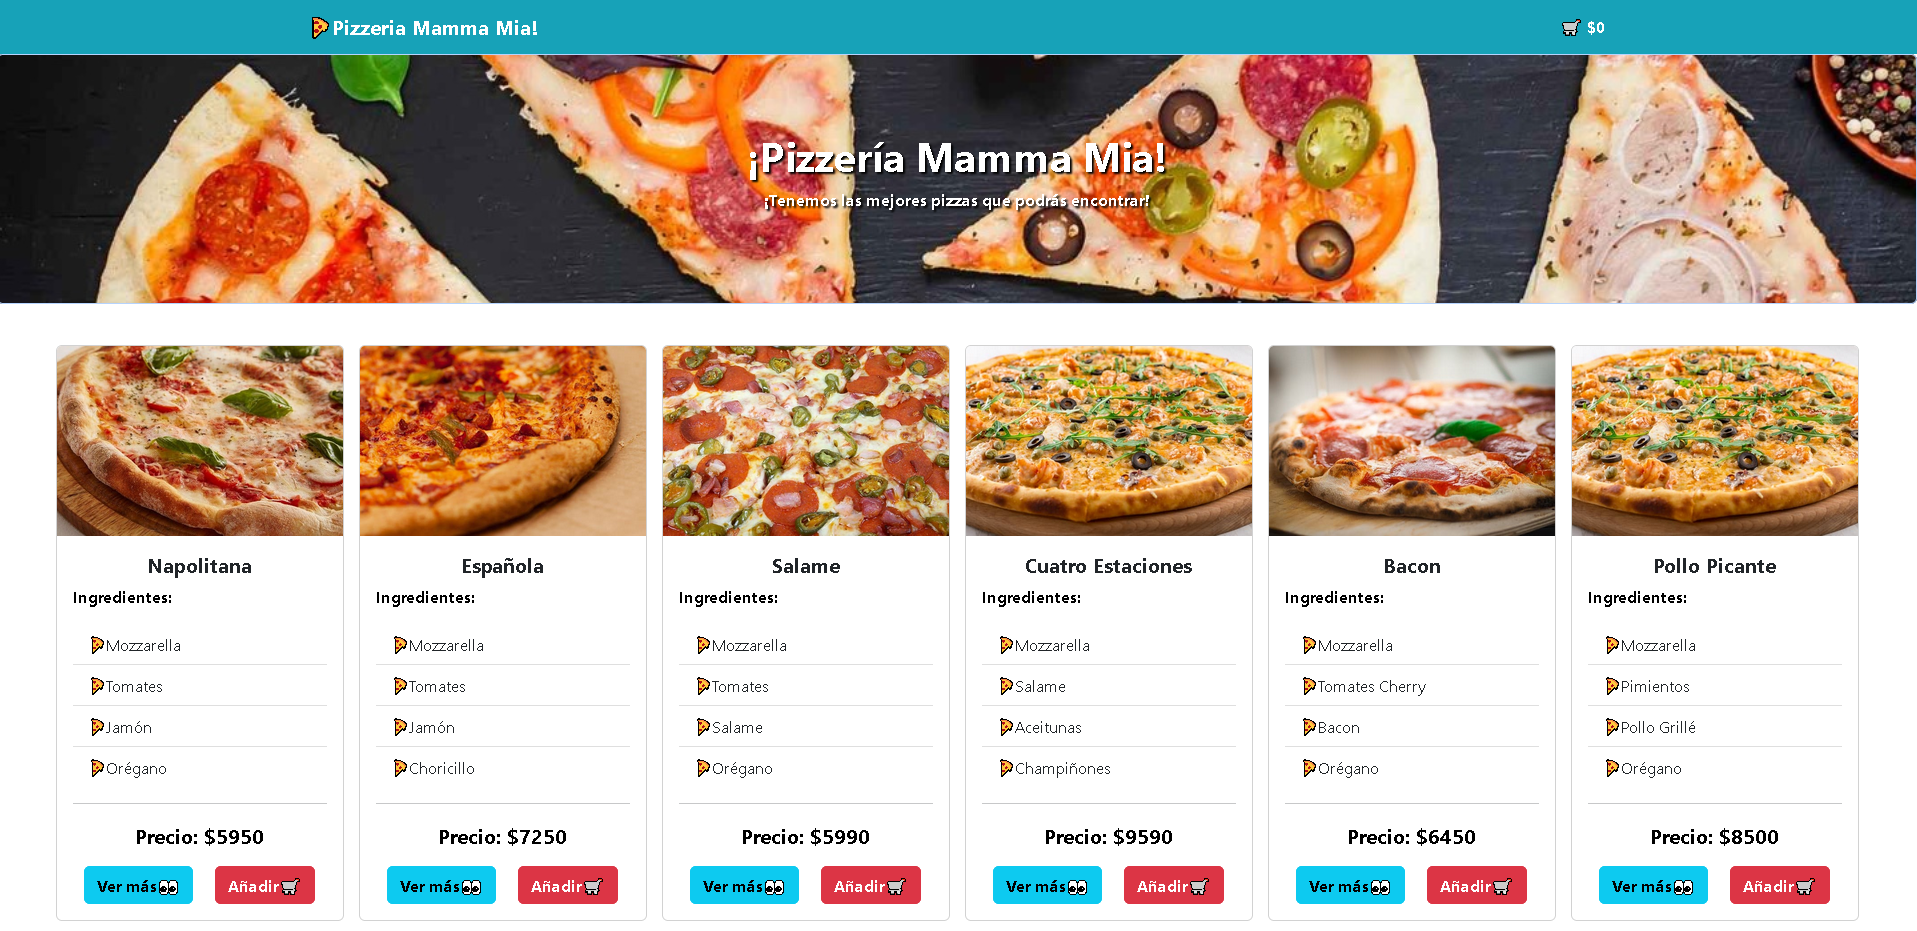 🍕Pizzeria Mamma Mia!
🛒 $0
¡Pizzería Mamma Mia!
¡Tenemos las mejores pizzas que podrás encontrar!
Napolitana
Ingredientes:
🍕Mozzarella
🍕Tomates
🍕Jamón
🍕Orégano
Precio: $5950
Ver más👀
Añadir🛒
Española
Ingredientes:
🍕Mozzarella
🍕Tomates
🍕Jamón
🍕Choricillo
Precio: $7250
Ver más👀
Añadir🛒
Salame
Ingredientes:
🍕Mozzarella
🍕Tomates
🍕Salame
🍕Orégano
Precio: $5990
Ver más👀
Añadir🛒
Cuatro Estaciones
Ingredientes:
🍕Mozzarella
🍕Salame
🍕Aceitunas
🍕Champiñones
Precio: $9590
Ver más👀
Añadir🛒
Bacon
Ingredientes:
🍕Mozzarella
🍕Tomates Cherry
🍕Bacon
🍕Orégano
Precio: $6450
Ver más👀
Añadir🛒
Pollo Picante
Ingredientes:
🍕Mozzarella
🍕Pimientos
🍕Pollo Grillé
🍕Orégano
Precio: $8500
Ver más👀
Añadir🛒